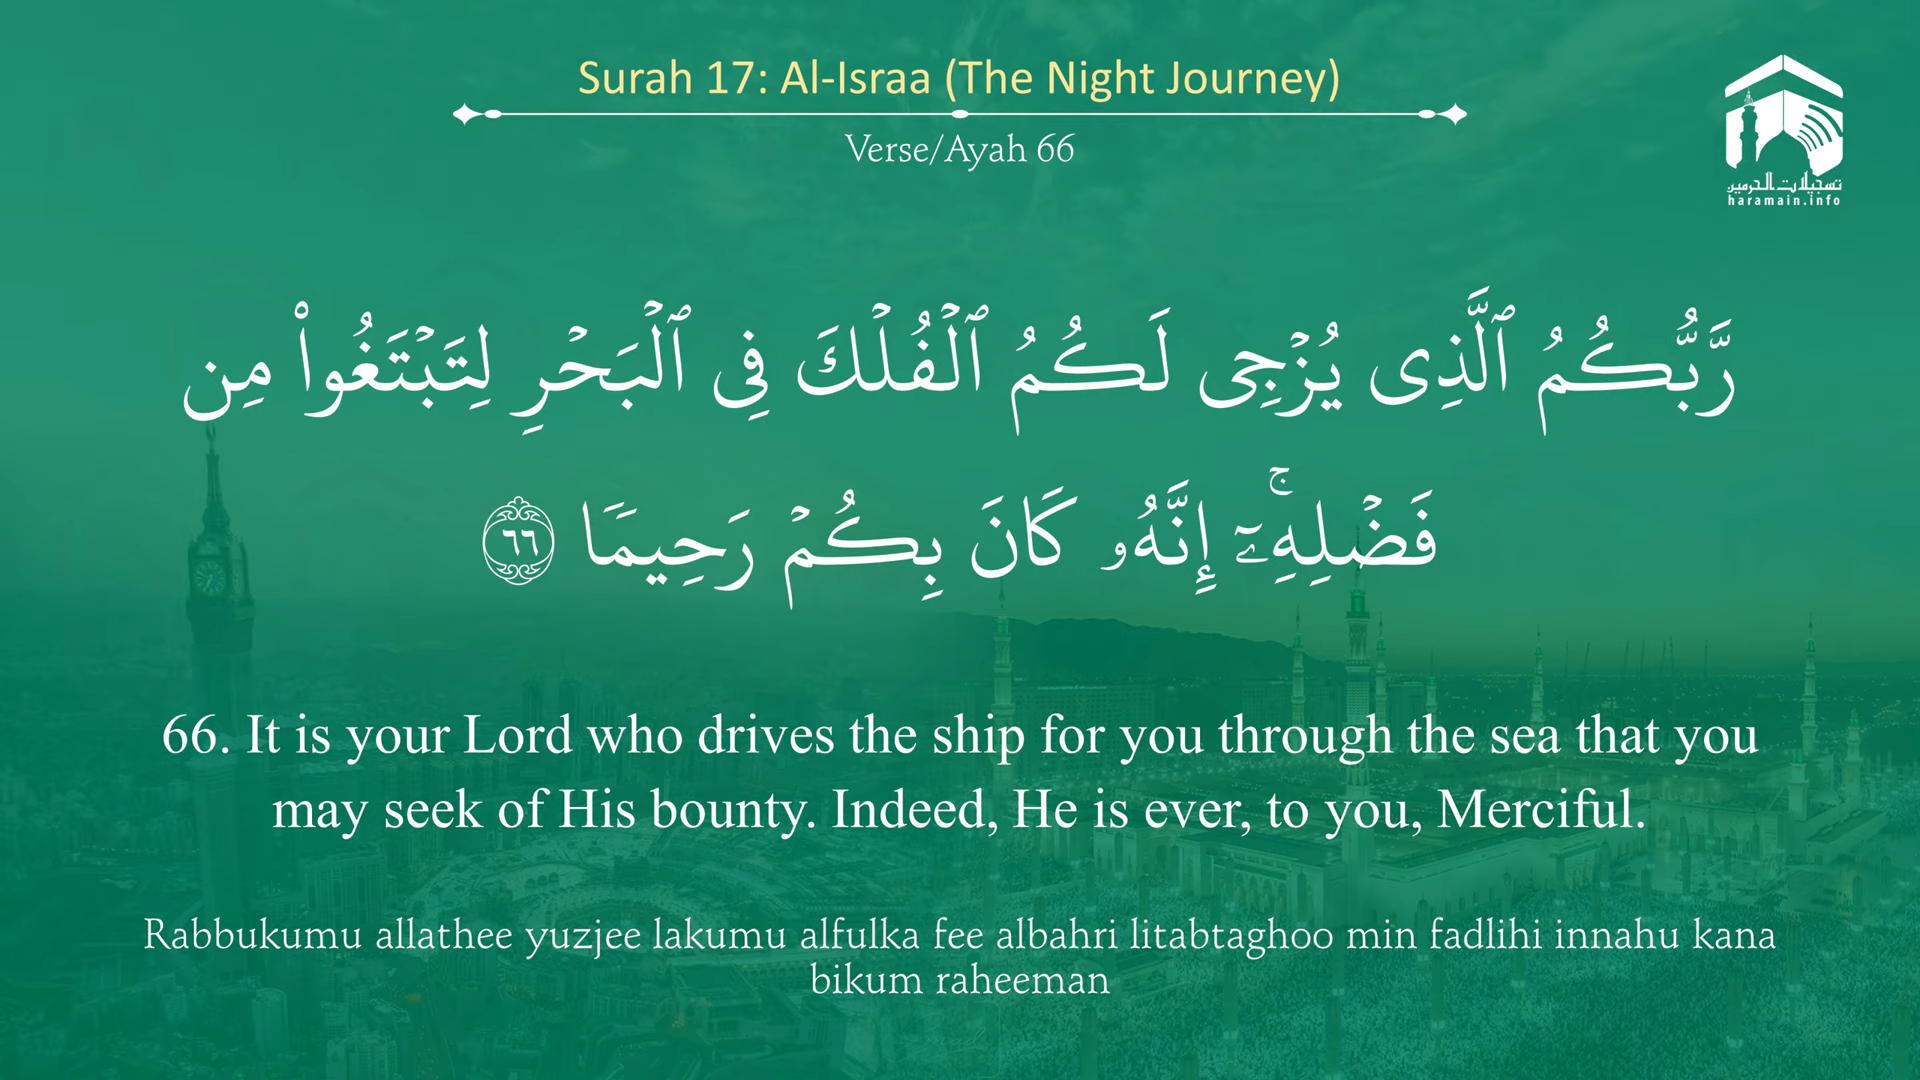 Surah 17: Al-Israa (The Night Journey)
Verse/Ayah 66
تسجيلات الحرمين
haramain.info
رَّبُّكُمُ ٱلَّذِى يُزْجِى لَكُمُ ٱلْفُلْكَ فِى ٱلْبَحْرِ لِتَبْتَغُوا۟ مِن
فَضْلِهِۦٓ ۚ إِنَّهُۥ كَانَ بِكُمْ رَحِيمًا ٦٦
66. It is your Lord who drives the ship for you through the sea that you
may seek of His bounty. Indeed, He is ever, to you, Merciful.
Rabbukumu allathee yuzjee lakumu alfulka fee albahri litabtaghoo min fadlihi innahu kana
bikum raheeman